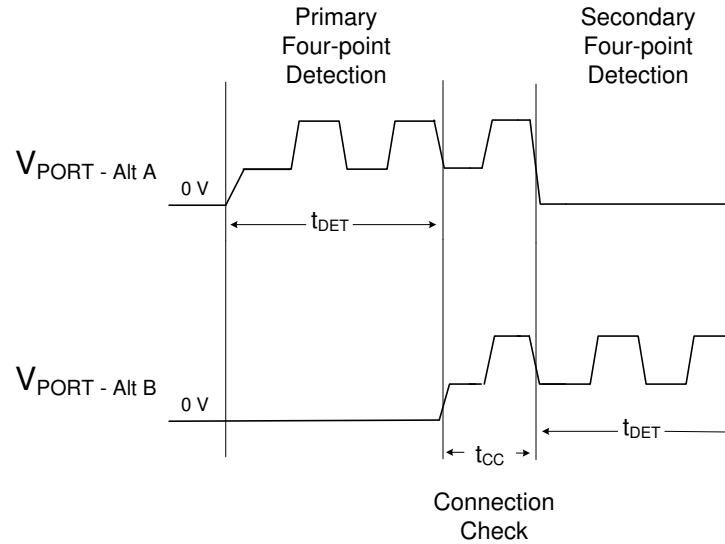 Primary
Four-point
Detection
Secondary
Four-point
Detection
VPORT - Alt A
0 V
tDET
VPORT - Alt B
0 V
tDET
tCC
Connection
Check